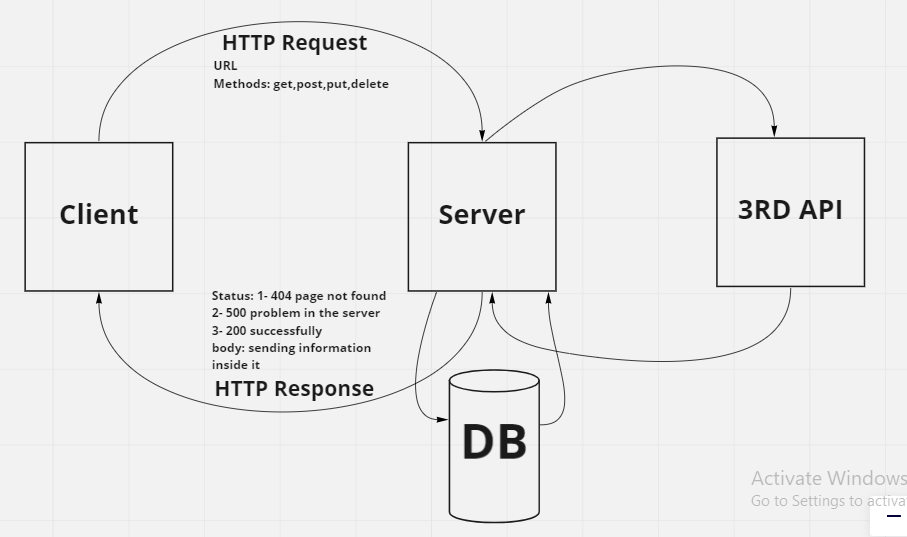 HTTP Request
URL
Methods: get,post,put,delete
Client
Server
3RD API
Status: 1- 404 page not found
2- 500 problem in the server
3- 200 successfully
body: sending information
inside it
HTTP Response
DB
Activate Windows
Go to Settings to activa